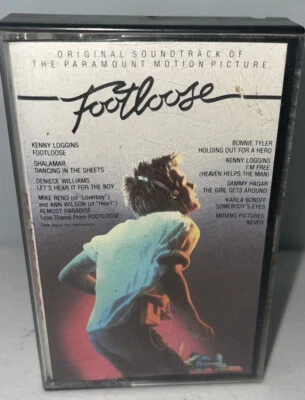 ORIGINAL SOUNDTRACK OF
THE PARAMOUNT MOTION PICTURE
Footloose
KENNY LOGGINS
FOOTLOOSE
SHALAMAR
DANCING IN THE SHEETS
DENIECE WILLIAMS
LET'S HEAR IT FOR THE BOY
MIKE RENO (of "Loverboy")
and ANN WILSON (of "Heart")
ALMOST PARADISE
Love Theme From FOOTLOOSE
BONNIE TYLER
HOLDING OUT FOR A HERO
KENNY LOGGINS
I'M FREE
(HEAVEN HELPS THE MAN)
SAMMY HAGAR
THE GIRL GETS AROUND
KARLA BONOFF
SOMEBODY'S EYES
MOVING PICTURES
NEVER